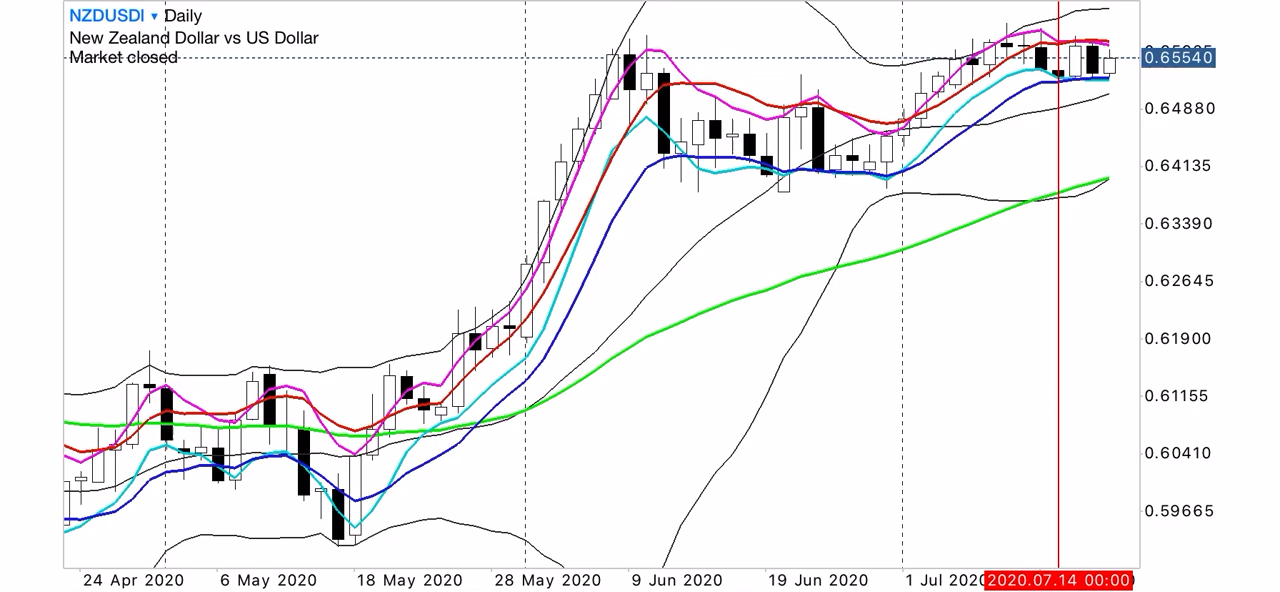 NZDUSDI ▾ Daily
New Zealand Dollar vs US Dollar
Market closed
0.65540
0.64880
0.64135
0.63390
0.62645
0.61900
0.61155
0.60410
0.59665
24 Apr 2020 6 May 2020 18 May 2020 28 May 2020 9 Jun 2020 19 Jun 2020 1 Jul 2020 2020.07.14 00:00